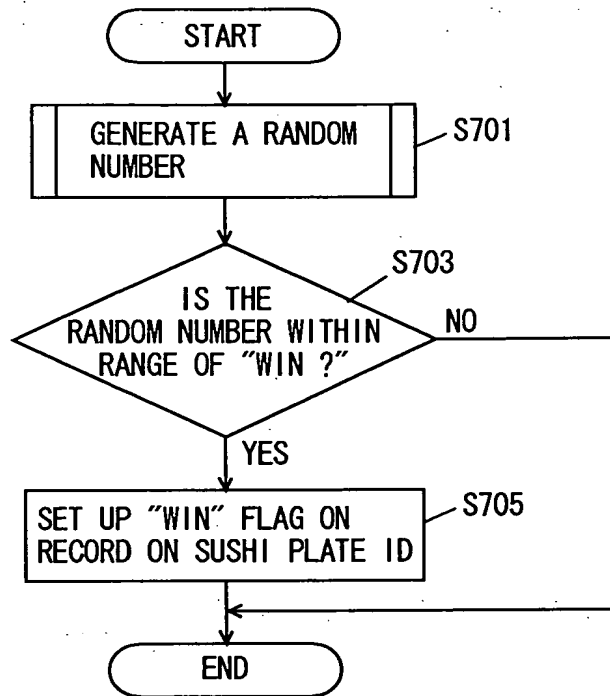 START
GENERATE A RANDOM
NUMBER
S701
S703
IS THE
RANDOM NUMBER WITHIN
RANGE OF "WIN ?"
NO
YES
SET UP "WIN" FLAG ON
RECORD ON SUSHI PLATE ID
S705
END